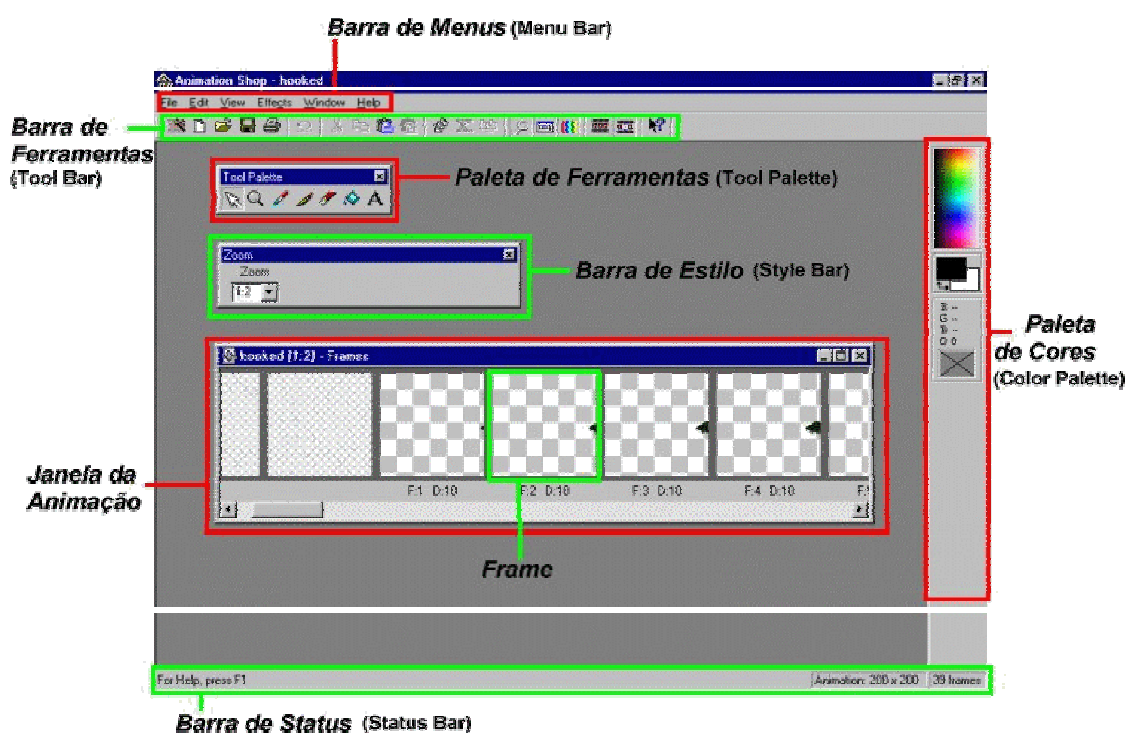 Barra de Menus (Menu Bar)
Animation Shop - hooked
File Edit View Effects Window Help
Barra de
Ferramentas
(Tool Bar)
Tool Palette
A
Paleta de Ferramentas (Tool Palette)
Zoom
Zoom
1:2
Barra de Estilo (Style Bar)
R --
G --
B --
O 0
Paleta
de Cores
(Color Palette)
hooked [1:2] - Frames
F:1 D:10 F:2 D:10 F:3 D:10 F:4 D:10
Janela da
Animação
Frame
For Help, press F1
Animation: 200 x 200 39 frames
Barra de Status (Status Bar)